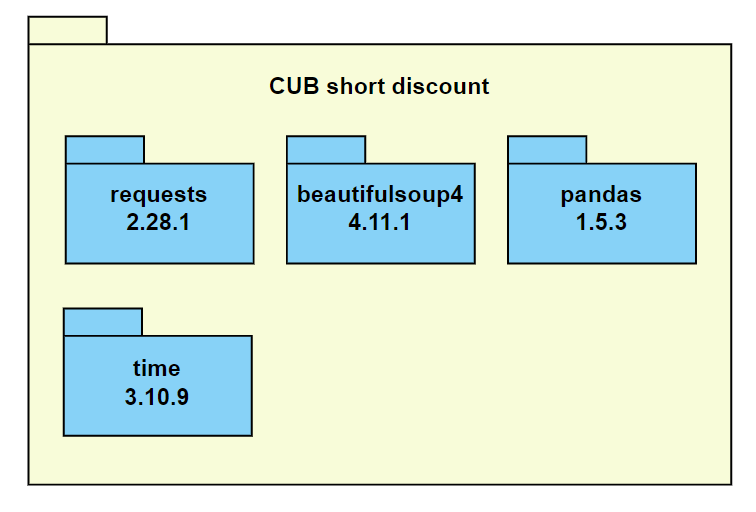 CUB short discount
requests
2.28.1
beautifulsoup4
4.11.1
pandas
1.5.3
time
3.10.9